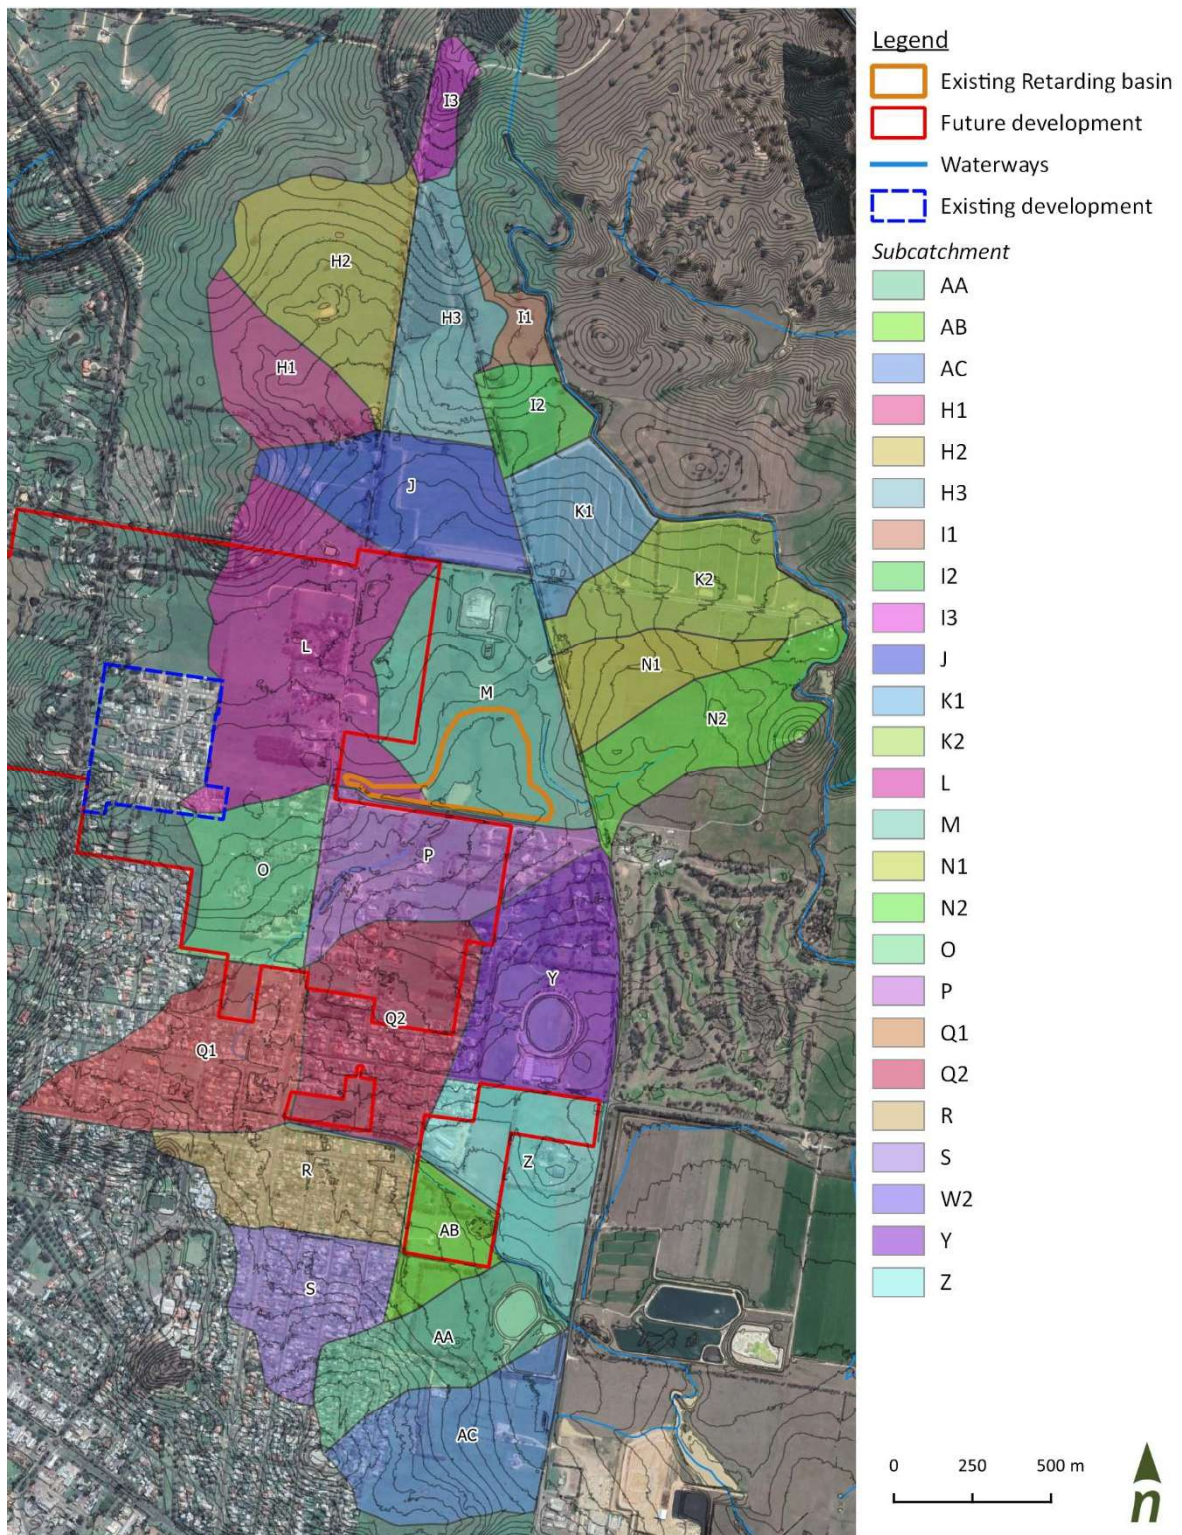 Legend
Existing Retarding basin
Future development
Waterways
Existing development
Subcatchment
AA
AB
AC
H1
H2
H3
I1
I2
I3
J
K1
K2
L
M
N1
N2
O
P
Q1
Q2
R
S
W2
Y
Z
0 250 500 m
n
I3
H2
H3
I1
H1
I2
J
K1
K2
L
N1
M
N2
P
O
Y
Q2
Q1
Z
R
AB
S
AA
AC